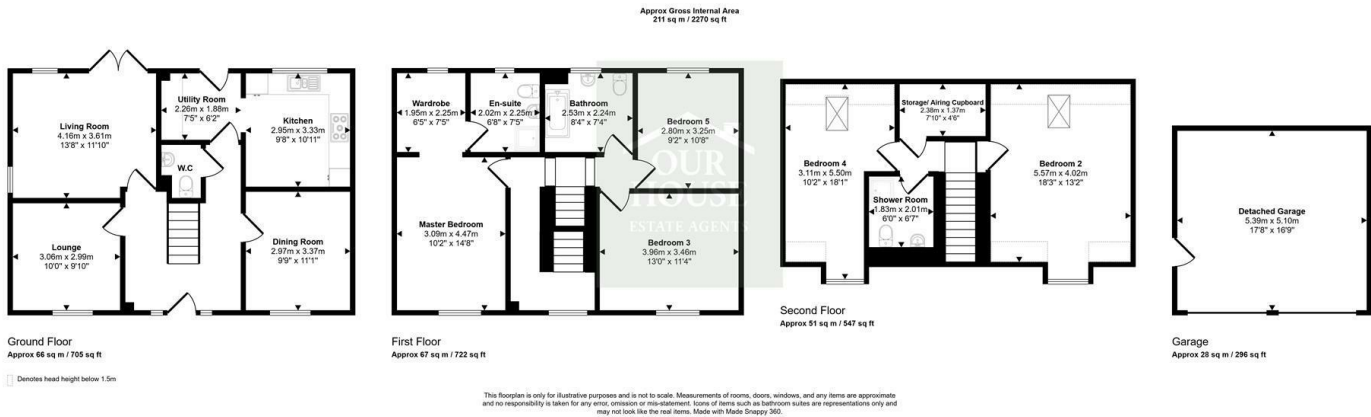 Approx Gross Internal Area
211 sq m / 2270 sq ft
Living Room
4.16m x 3.61m
13'8" x 11'10"
Utility Room
2.26m x 1.88m
7'5" x 6'2"
Kitchen
2.95m x 3.33m
9'8" x 10'11"
W.C
Lounge
3.06m x 2.99m
10'0" x 9'10"
Dining Room
2.97m x 3.37m
9'9" x 11'1"
Ground Floor
Approx 66 sq m / 705 sq ft
Denotes head height below 1.5m
Wardrobe
1.95m x 2.25m
6'5" x 7'5"
En-suite
2.02m x 2.25m
6'8" x 7'5"
Bathroom
2.53m x 2.24m
8'4" x 7'4"
Bedroom 5
2.80m x 3.25m
9'2" x 10'8"
OUR
HOUSE
ESTATE AGENTS
Master Bedroom
3.09m x 4.47m
10'2" x 14'8"
Bedroom 3
3.96m x 3.46m
13'0" x 11'4"
First Floor
Approx 67 sq m / 722 sq ft
Storage/ Airing Cupboard
2.38m x 1.37m
7'10" x 4'6"
Bedroom 4
3.11m x 5.50m
10'2" x 18'1"
Bedroom 2
5.57m x 4.02m
18'3" x 13'2"
Shower Room
1.83m x 2.01m
6'0" x 6'7"
Second Floor
Approx 51 sq m / 547 sq ft
Detached Garage
5.39m x 5.10m
17'8" x 16'9"
Garage
Approx 28 sq m / 296 sq ft
This floorplan is only for illustrative purposes and is not to scale. Measurements of rooms, doors, windows, and any items are approximate
and no responsibility is taken for any error, omission or mis-statement. Icons of items such as bathroom suites are representations only and
may not look like the real items. Made with Made Snappy 360.